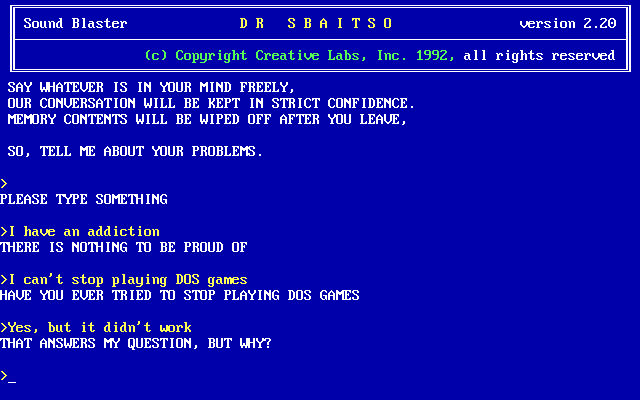 Sound Blaster D R S B A I T S O version 2.20
(c) Copyright Creative Labs, Inc. 1992, all rights reserved
SAY WHATEVER IS IN YOUR MIND FREELY,
OUR CONVERSATION WILL BE KEPT IN STRICT CONFIDENCE.
MEMORY CONTENTS WILL BE WIPED OFF AFTER YOU LEAVE,
SO, TELL ME ABOUT YOUR PROBLEMS.
>
PLEASE TYPE SOMETHING
>I have an addiction
THERE IS NOTHING TO BE PROUD OF
>I can't stop playing DOS games
HAVE YOU EVER TRIED TO STOP PLAYING DOS GAMES
>Yes, but it didn't work
THAT ANSWERS MY QUESTION, BUT WHY?
>_